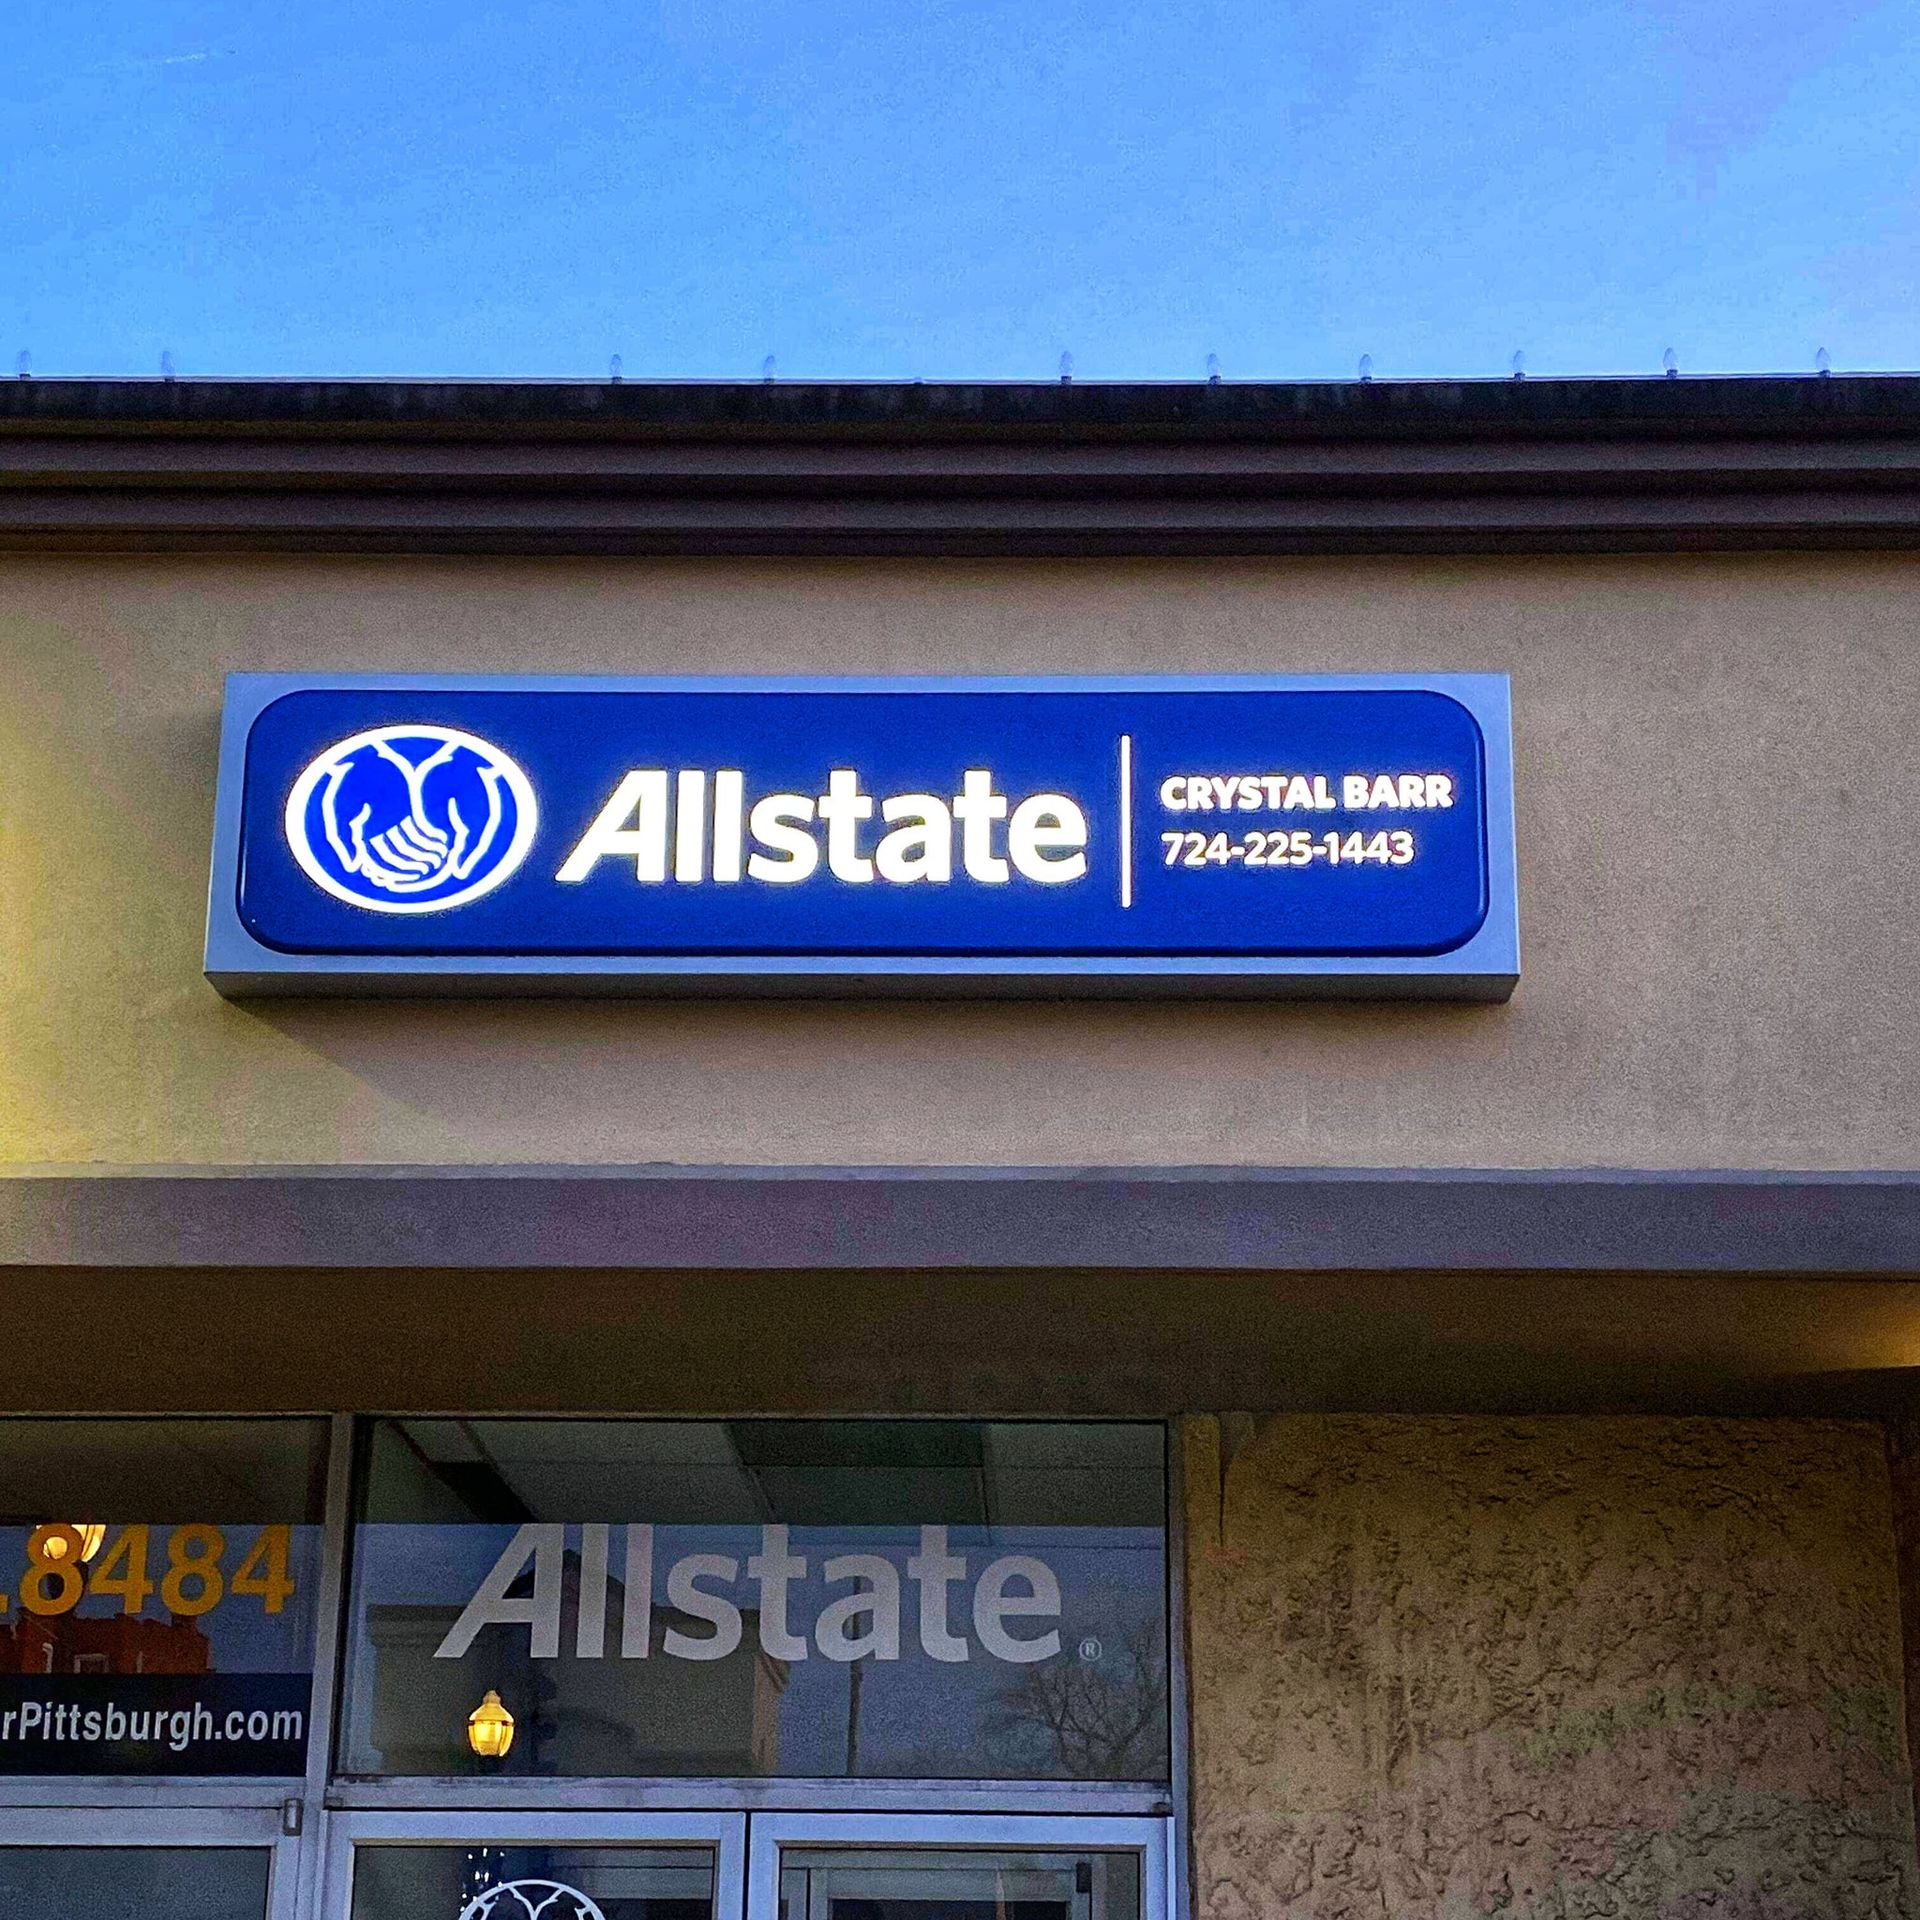 Allstate
CRYSTAL BARR
724-225-1443
.8484
Allstate®
rPittsburgh.com